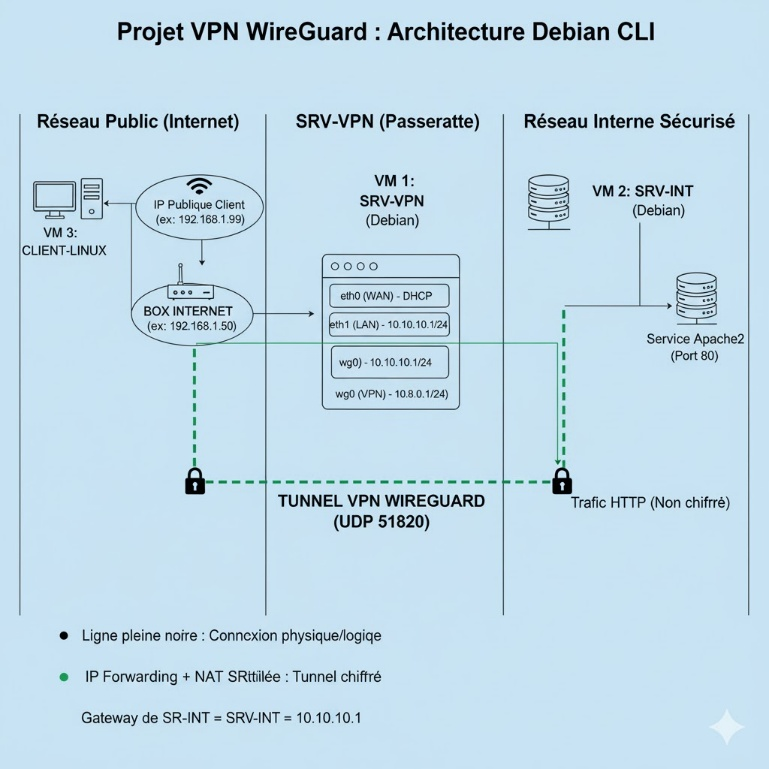 Projet VPN WireGuard : Architecture Debian CLI
Réseau Public (Internet)
SRV-VPN (Passeratte)
Réseau Interne Sécurisé
IP Publique Client
(ex: 192.168.1.99)
VM 3:
CLIENT-LINUX
BOX INTERNET
(ex: 192.168.1.50)
VM 1:
SRV-VPN
(Debian)
eth0 (WAN) - DHCP
eth1 (LAN) - 10.10.10.1/24
wg0) - 10.10.10.1/24
wg0 (VPN) - 10.8.0.1/24)
VM 2: SRV-INT
(Debian)
Service Apache2
(Port 80)
TUNNEL VPN WIREGUARD
(UDP 51820)
Trafic HTTP (Non chiffré)
Ligne pleine noire : Conncxion physique/logiqe
IP Forwarding + NAT SRtillée : Tunnel chiffré
Gateway de SR-INT = SRV-INT = 10.10.10.1